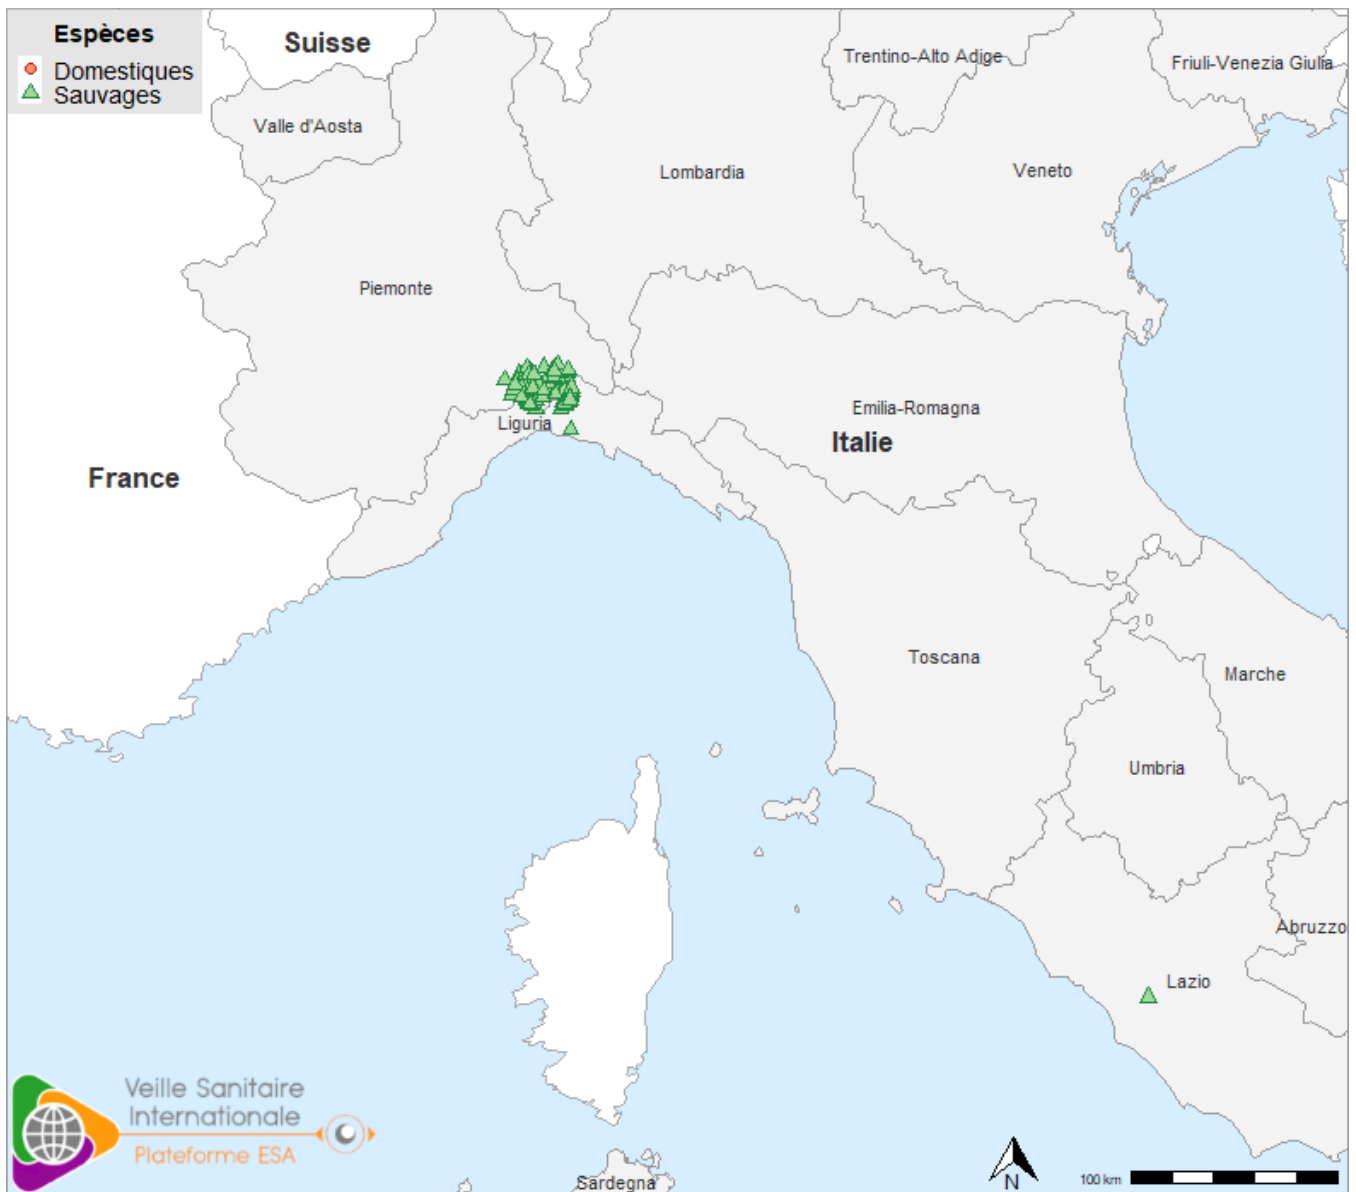 Espèces
Domestiques
Sauvages
Suisse
Trentino-Alto Adige
Friuli-Venezia Giulia
Valle d'Aosta
Lombardia
Veneto
Piemonte
Emilia-Romagna
Liguria
Italie
France
Toscana
Marche
Umbria
Abruzzo
Lazio
Veille Sanitaire
Internationale
Plateforme ESA
Sardegna
N
100 km